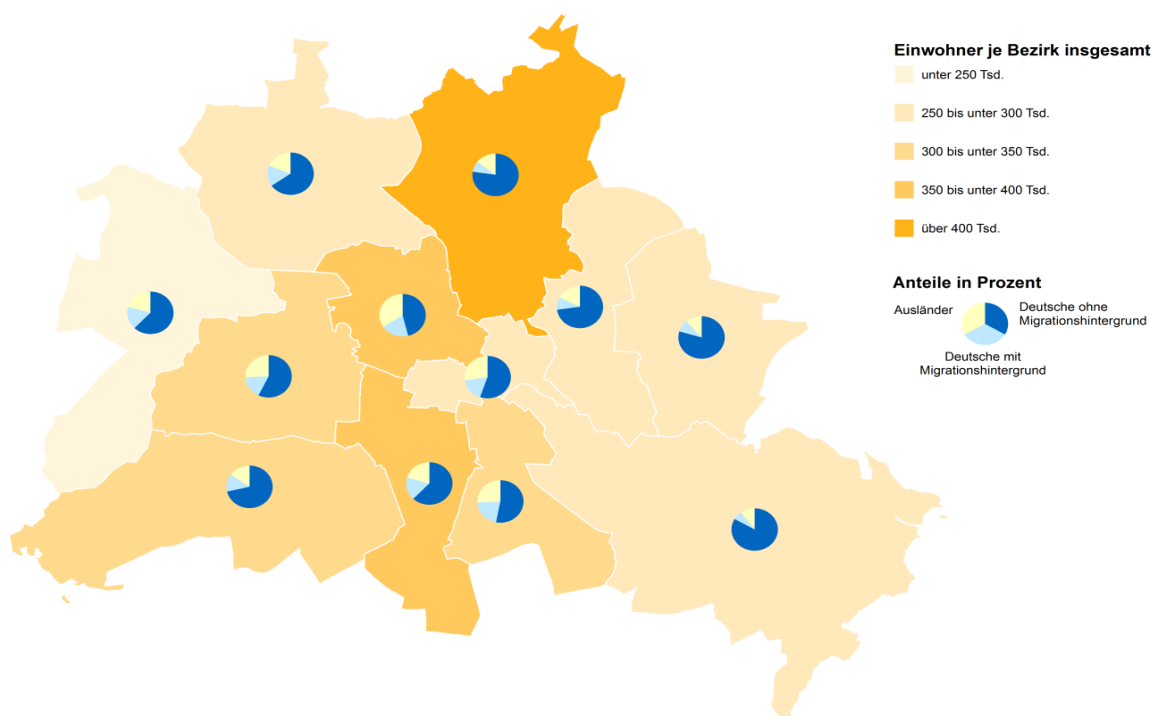 Einwohner je Bezirk insgesamt
unter 250 Tsd.
250 bis unter 300 Tsd.
300 bis unter 350 Tsd.
350 bis unter 400 Tsd.
über 400 Tsd.
Anteile in Prozent
Ausländer
Deutsche ohne
Migrationshintergrund
Deutsche mit
Migrationshintergrund